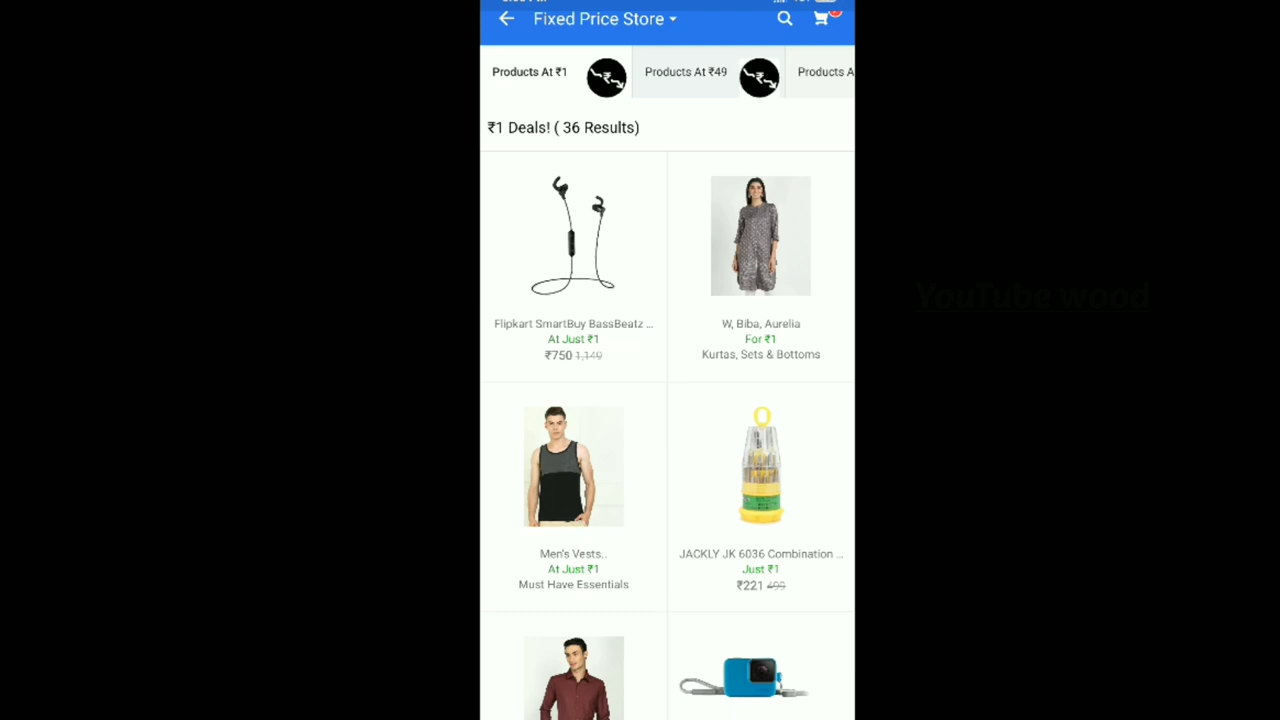 Fixed Price Store
Products At ₹1
Products At ₹49
Products A
₹1 Deals! ( 36 Results)
Flipkart SmartBuy BassBeatz ...
At Just ₹1
₹750 1,149
W, Biba, Aurelia
For ₹1
Kurtas, Sets & Bottoms
YouTube wood
Men's Vests..
At Just ₹1
Must Have Essentials
JACKLY JK 6036 Combination ...
Just ₹1
₹221 499